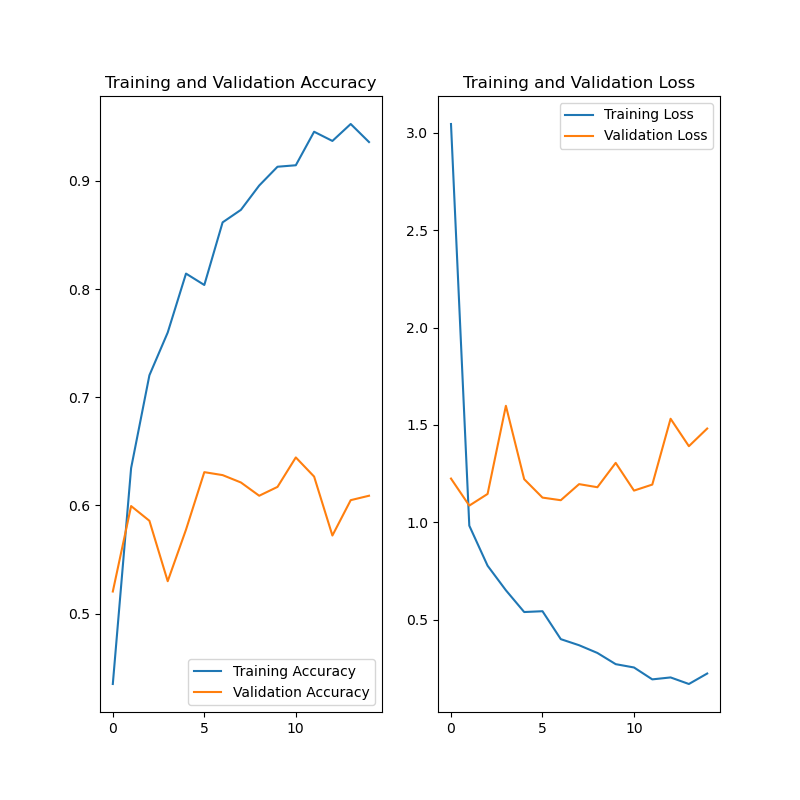 Training and Validation Accuracy
0.9
0.8
0.7
0.6
0.5
Training Accuracy
Validation Accuracy
0 5 10
Training and Validation Loss
Training Loss
Validation Loss
3.0
2.5
2.0
1.5
1.0
0.5
0 5 10